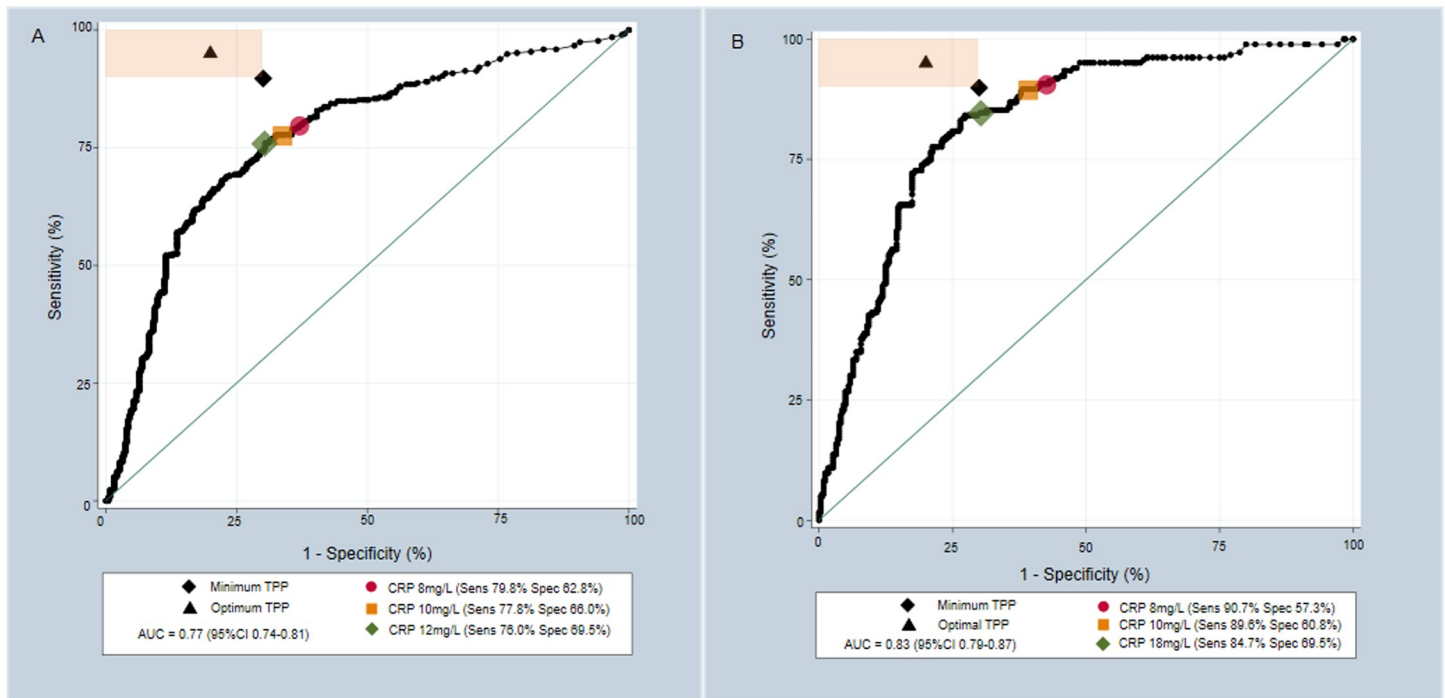 A
100
75
50
25
0
Sensitivity (%)
0 25 50 75 100
1 - Specificity (%)
Minimum TPP
Optimum TPP
AUC = 0.77 (95%CI 0.74-0.81)
CRP 8mg/L (Sens 79.8% Spec 62.8%)
CRP 10mg/L (Sens 77.8% Spec 66.0%)
CRP 12mg/L (Sens 76.0% Spec 69.5%)
B
100
75
50
25
0
Sensitivity (%)
0 25 50 75 100
1 - Specificity (%)
Minimum TPP
Optimal TPP
AUC = 0.83 (95%CI 0.79-0.87)
CRP 8mg/L (Sens 90.7% Spec 57.3%)
CRP 10mg/L (Sens 89.6% Spec 60.8%)
CRP 18mg/L (Sens 84.7% Spec 69.5%)